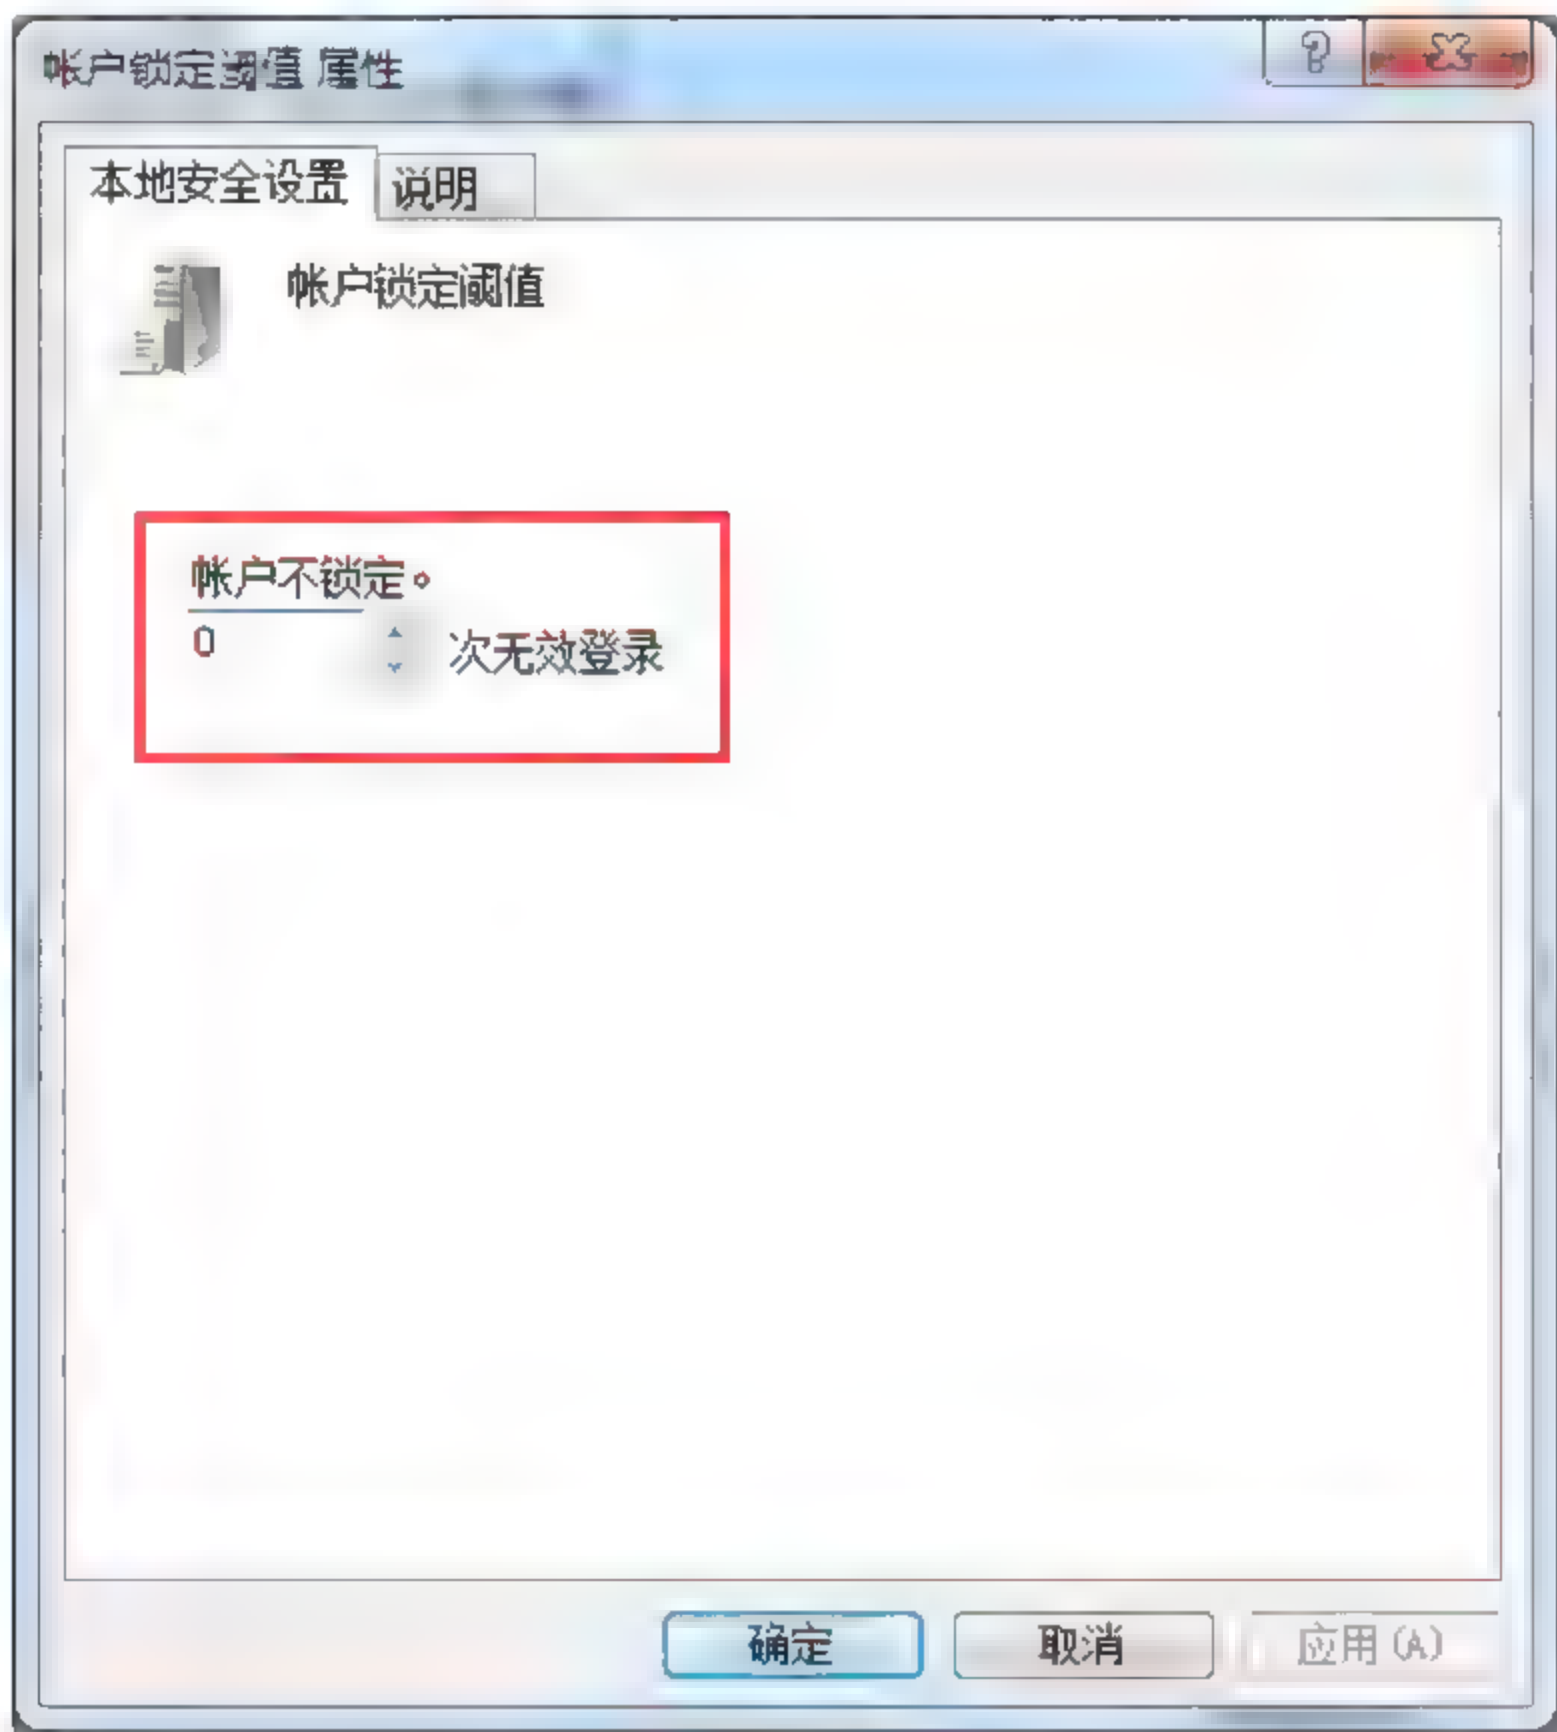 帐户锁定阈值 属性
本地安全设置 说明
帐户锁定阈值
帐户不锁定。
0 次无效登录
确定 取消 应用(A)